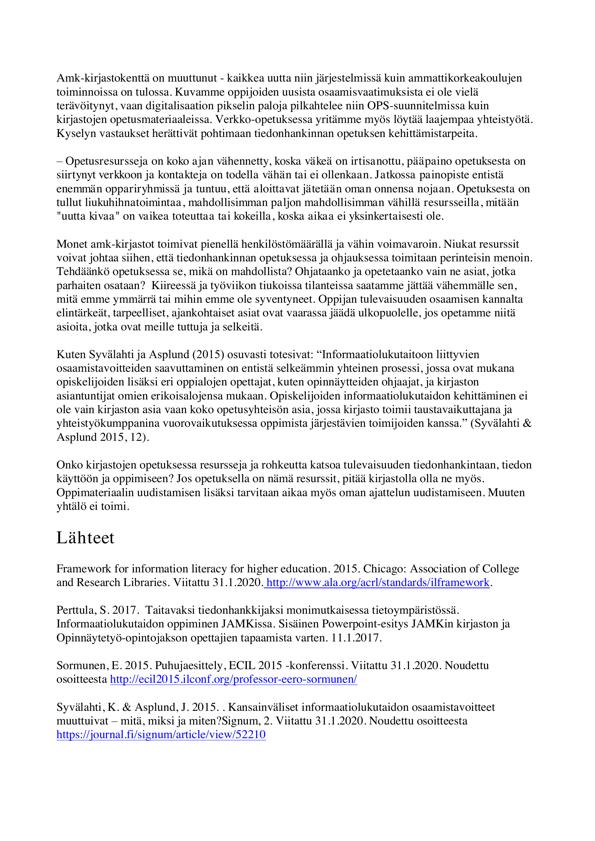 Amk-kirjastokenttä on muuttunut - kaikkea uutta niin järjestelmissä kuin ammattikorkeakoulujen
toiminnoissa on tulossa. Kuvamme oppijoiden uusista osaamisvaatimuksista ei ole vielä
terävöitynyt, vaan digitalisaation pikselin paloja pilkahtelee niin OPS-suunnitelmissa kuin
kirjastojen opetusmateriaaleissa. Verkko-opetuksessa yritämme myös löytää laajempaa yhteistyötä.
Kyselyn vastaukset herättivät pohtimaan tiedonhankinnan opetuksen kehittämistarpeita.
– Opetusresursseja on koko ajan vähennetty, koska väkeä on irtisanottu, pääpaino opetuksesta on
siirtynyt verkkoon ja kontakteja on todella vähän tai ei ollenkaan. Jatkossa painopiste entistä
enemmän oppariryhmissä ja tuntuu, että aloittavat jätetään oman onnensa nojaan. Opetuksesta on
tullut liukuhihnatoimintaa, mahdollisimman paljon mahdollisimman vähillä resursseilla, mitään
"uutta kivaa" on vaikea toteuttaa tai kokeilla, koska aikaa ei yksinkertaisesti ole.
Monet amk-kirjastot toimivat pienellä henkilöstömäärällä ja vähin voimavaroin. Niukat resurssit
voivat johtaa siihen, että tiedonhankinnan opetuksessa ja ohjauksessa toimitaan perinteisin menoin.
Tehdäänkö opetuksessa se, mikä on mahdollista? Ohjataanko ja opetetaanko vain ne asiat, jotka
parhaiten osataan? Kiireessä ja työviikon tiukoissa tilanteissa saatamme jättää vähemmälle sen,
mitä emme ymmärrä tai mihin emme ole syventyneet. Oppijan tulevaisuuden osaamisen kannalta
elintärkeät, tarpeelliset, ajankohtaiset asiat ovat vaarassa jäädä ulkopuolelle, jos opetamme niitä
asioita, jotka ovat meille tuttuja ja selkeitä.
Kuten Syvälahti ja Asplund (2015) osuvasti totesivat: “Informaatiolukutaitoon liittyvien
osaamistavoitteiden saavuttaminen on entistä selkeämmin yhteinen prosessi, jossa ovat mukana
opiskelijoiden lisäksi eri oppialojen opettajat, kuten opinnäytteiden ohjaajat, ja kirjaston
asiantuntijat omien erikoisalojensa mukaan. Opiskelijoiden informaatiolukutaidon kehittäminen ei
ole vain kirjaston asia vaan koko opetusyhteisön asia, jossa kirjasto toimii taustavaikuttajana ja
yhteistyökumppanina vuorovaikutuksessa oppimista järjestävien toimijoiden kanssa.” (Syvälahti &
Asplund 2015, 12).
Onko kirjastojen opetuksessa resursseja ja rohkeutta katsoa tulevaisuuden tiedonhankintaan, tiedon
käyttöön ja oppimiseen? Jos opetuksella on nämä resurssit, pitää kirjastolla olla ne myös.
Oppimateriaalin uudistamisen lisäksi tarvitaan aikaa myös oman ajattelun uudistamiseen. Muuten
yhtälö ei toimi.
Lähteet
Framework for information literacy for higher education. 2015. Chicago: Association of College
and Research Libraries. Viitattu 31.1.2020. http://www.ala.org/acrl/standards/ilframework.
Perttula, S. 2017. Taitavaksi tiedonhankkijaksi monimutkaisessa tietoympäristössä.
Informaatiolukutaidon oppiminen JAMKissa. Sisäinen Powerpoint-esitys JAMKin kirjaston ja
Opinnäytetyö-opintojakson opettajien tapaamista varten. 11.1.2017.
Sormunen, E. 2015. Puhujaesittely, ECIL 2015 -konferenssi. Viitattu 31.1.2020. Noudettu
osoitteesta http://ecil2015.ilconf.org/professor-eero-sormunen/
Syvälahti, K. & Asplund, J. 2015. . Kansainväliset informaatiolukutaidon osaamistavoitteet
muuttuivat – mitä, miksi ja miten?Signum, 2. Viitattu 31.1.2020. Noudettu osoitteesta
https://journal.fi/signum/article/view/52210